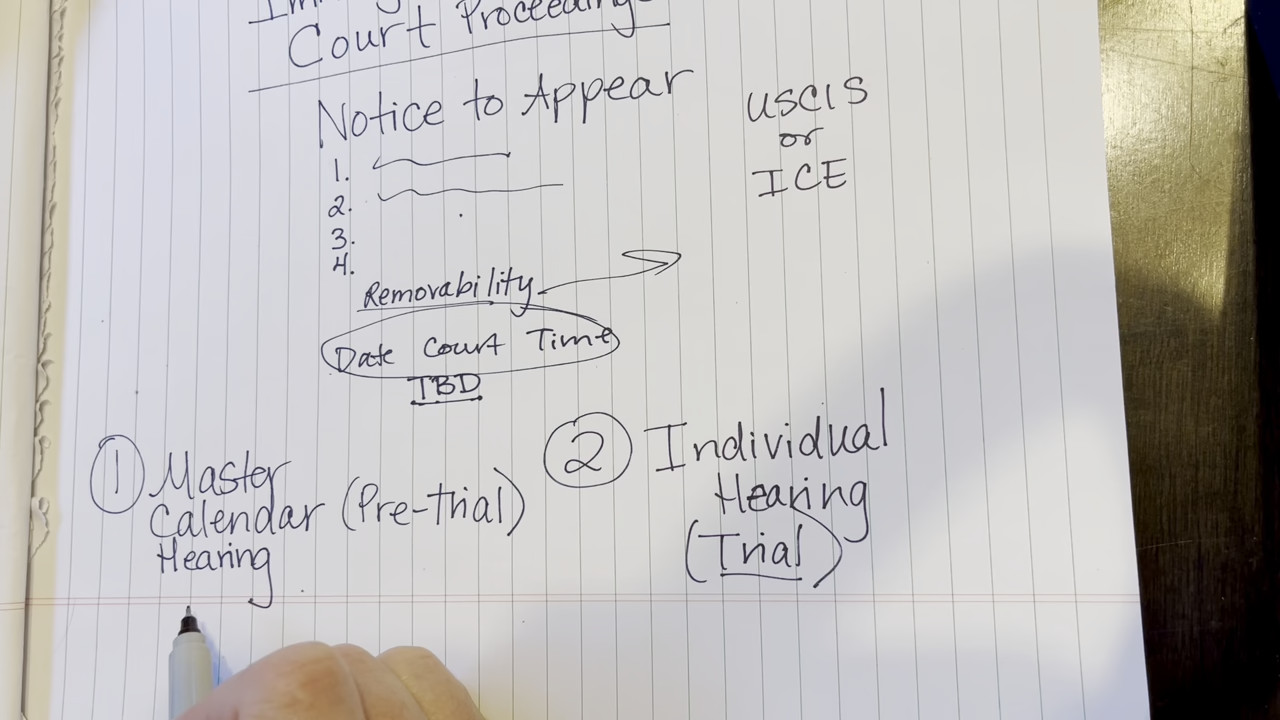 Court Proceedings
Notice to Appear
USCIS
or
ICE
1.
2.
3.
4.
Removability
Date Court Time
TBD
1 Master
Calendar (Pre-trial)
Hearing
2 Individual
Hearing
(Trial)